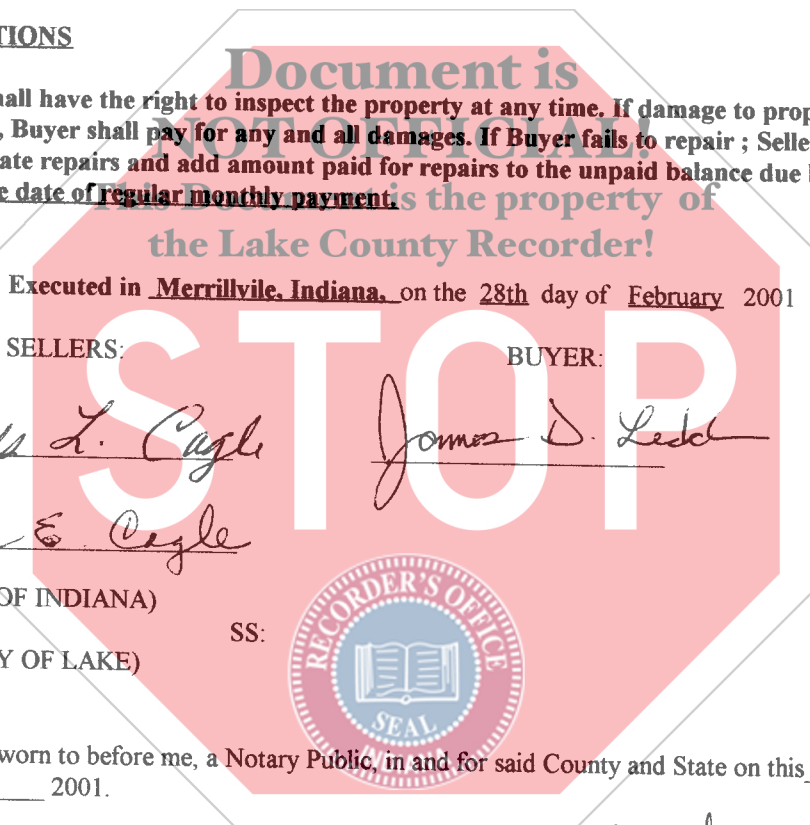 TIONS
Document is
hall have the right to inspect the property at any time. If damage to prop
, Buyer shall pay for any and all damages. If Buyer fails to repair ; Selle
NOT OFFICIAL!
ate repairs and add amount paid for repairs to the unpaid balance due
e date of regular monthly payment.
This Document is the property of
the Lake County Recorder!
Executed in Merrillvile, Indiana, on the 28th day of February 2001
SELLERS: BUYER:
STOP
L. Cagle James D. Ledd
E. Cagle
OF INDIANA)
SS:
Y OF LAKE)
RECORDER'S OFFICE
SEAL
INDIANA
worn to before me, a Notary Public, in and for said County and State on this
2001.